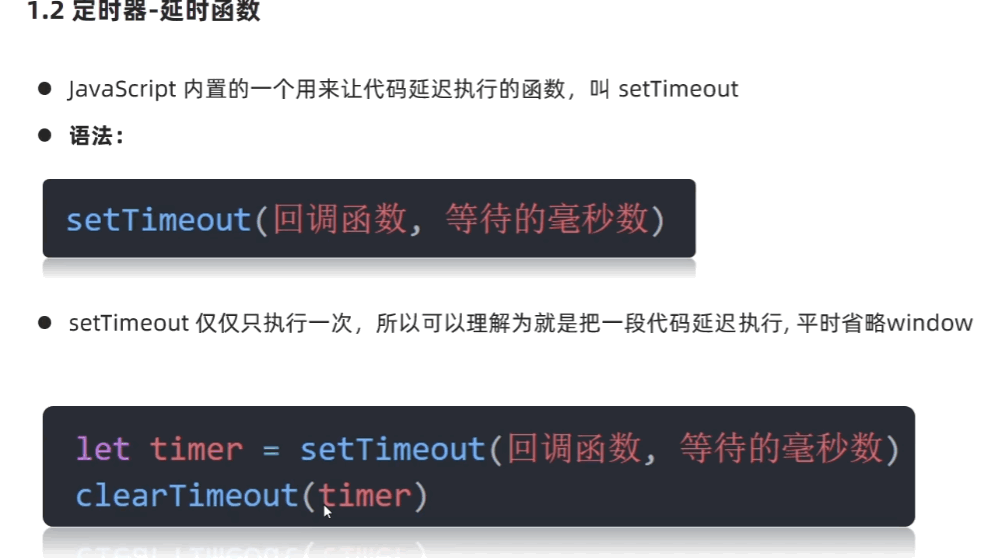 1.2 定时器-延时函数
JavaScript 内置的一个用来让代码延迟执行的函数，叫 setTimeout
语法：
setTimeout(回调函数, 等待的毫秒数)
setTimeout 仅仅只执行一次，所以可以理解为就是把一段代码延迟执行, 平时省略window
let timer = setTimeout(回调函数, 等待的毫秒数)
clearTimeout(timer)